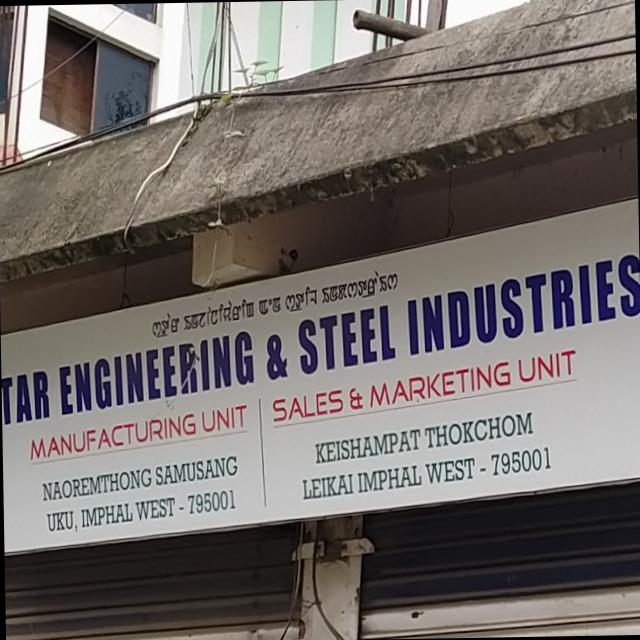 TAR ENGINEERING & STEEL INDUSTRIES
MANUFACTURING UNIT
NAOREMTHONG SAMUSANG
UKU, IMPHAL WEST - 795001
SALES & MARKETING UNIT
KEISHAMPAT THOKCHOM
LEIKAI IMPHAL WEST - 795001